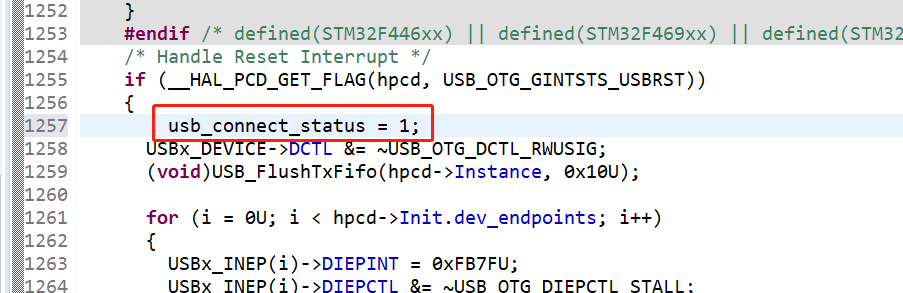 1252 }
1253 #endif /* defined(STM32F446xx) || defined(STM32F469xx) || defined(STM32
1254 /* Handle Reset Interrupt */
1255 if (__HAL_PCD_GET_FLAG(hpcd, USB_OTG_GINTSTS_USBRST))
1256 {
1257 usb_connect_status = 1;
1258 USBx_DEVICE->DCTL &= ~USB_OTG_DCTL_RWUSIG;
1259 (void)USB_FlushTxFifo(hpcd->Instance, 0x10U);
1260
1261 for (i = 0U; i < hpcd->Init.dev_endpoints; i++)
1262 {
1263 USBx_INEP(i)->DIEPINT = 0xFB7FU;
1264 USBx_INEP(i)->DIEPCTL &= ~USB_OTG_DIEPCTL_STALL;